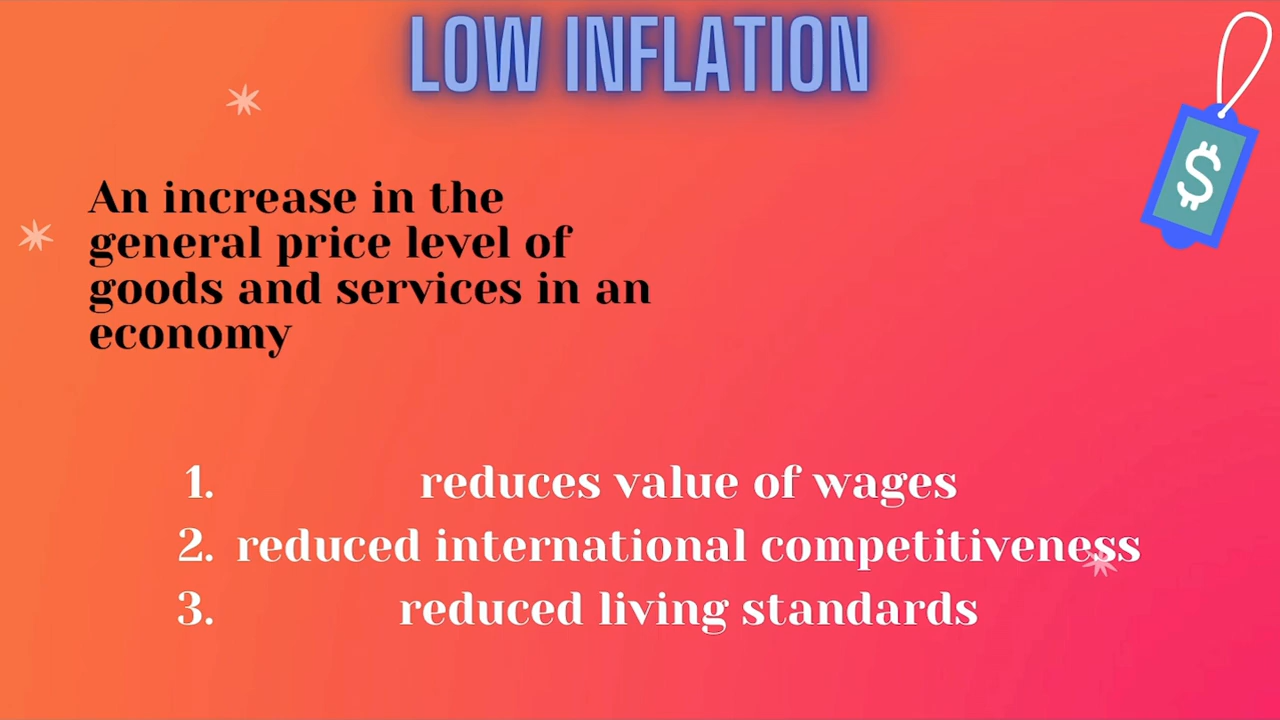 LOW INFLATION
$
An increase in the
general price level of
goods and services in an
economy
1. reduces value of wages
2. reduced international competitiveness
3. reduced living standards